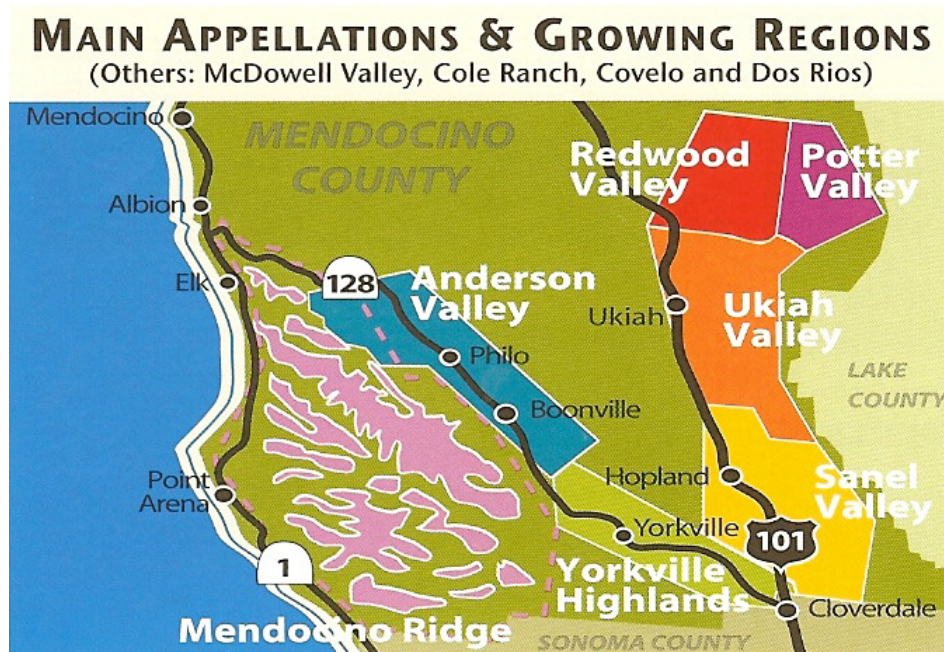 MAIN APPELLATIONS & GROWING REGIONS
(Others: McDowell Valley, Cole Ranch, Covelo and Dos Rios)
Mendocino
MENDOCINO
COUNTY
Redwood
Valley
Potter
Valley
Albion
Elk
128
Anderson
Valley
Ukiah
Ukiah
Valley
Philo
LAKE
COUNTY
Boonville
Point
Arena
Hopland
Sanel
Valley
Yorkville
101
1
Yorkville
Highlands
Cloverdale
Mendocino Ridge
SONOMA COUNTY